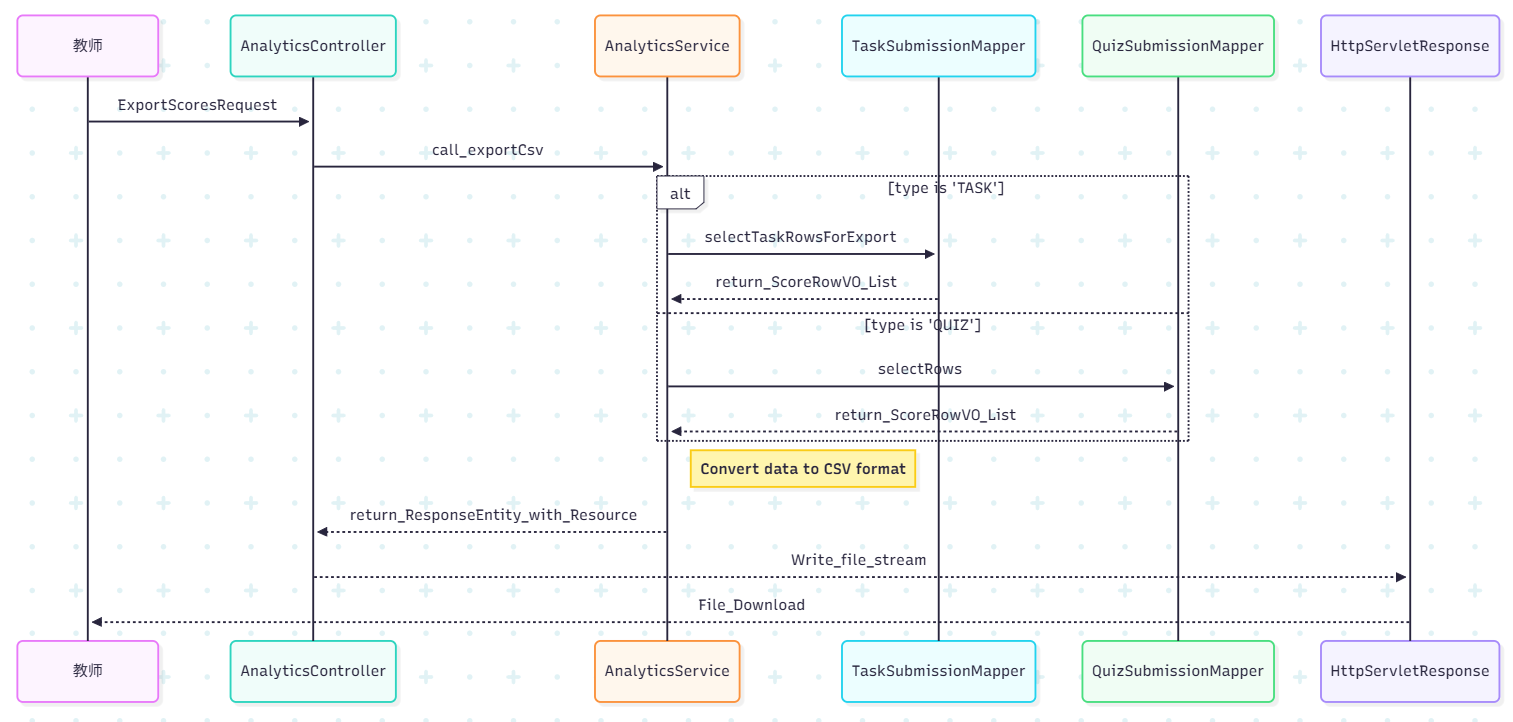 教师
AnalyticsController
AnalyticsService
TaskSubmissionMapper
QuizSubmissionMapper
HttpServletResponse
ExportScoresRequest
call_exportCsv
alt
[type is 'TASK']
selectTaskRowsForExport
return_ScoreRowVO_List
[type is 'QUIZ']
selectRows
return_ScoreRowVO_List
Convert data to CSV format
return_ResponseEntity_with_Resource
Write_file_stream
File_Download
教师
AnalyticsController
AnalyticsService
TaskSubmissionMapper
QuizSubmissionMapper
HttpServletResponse